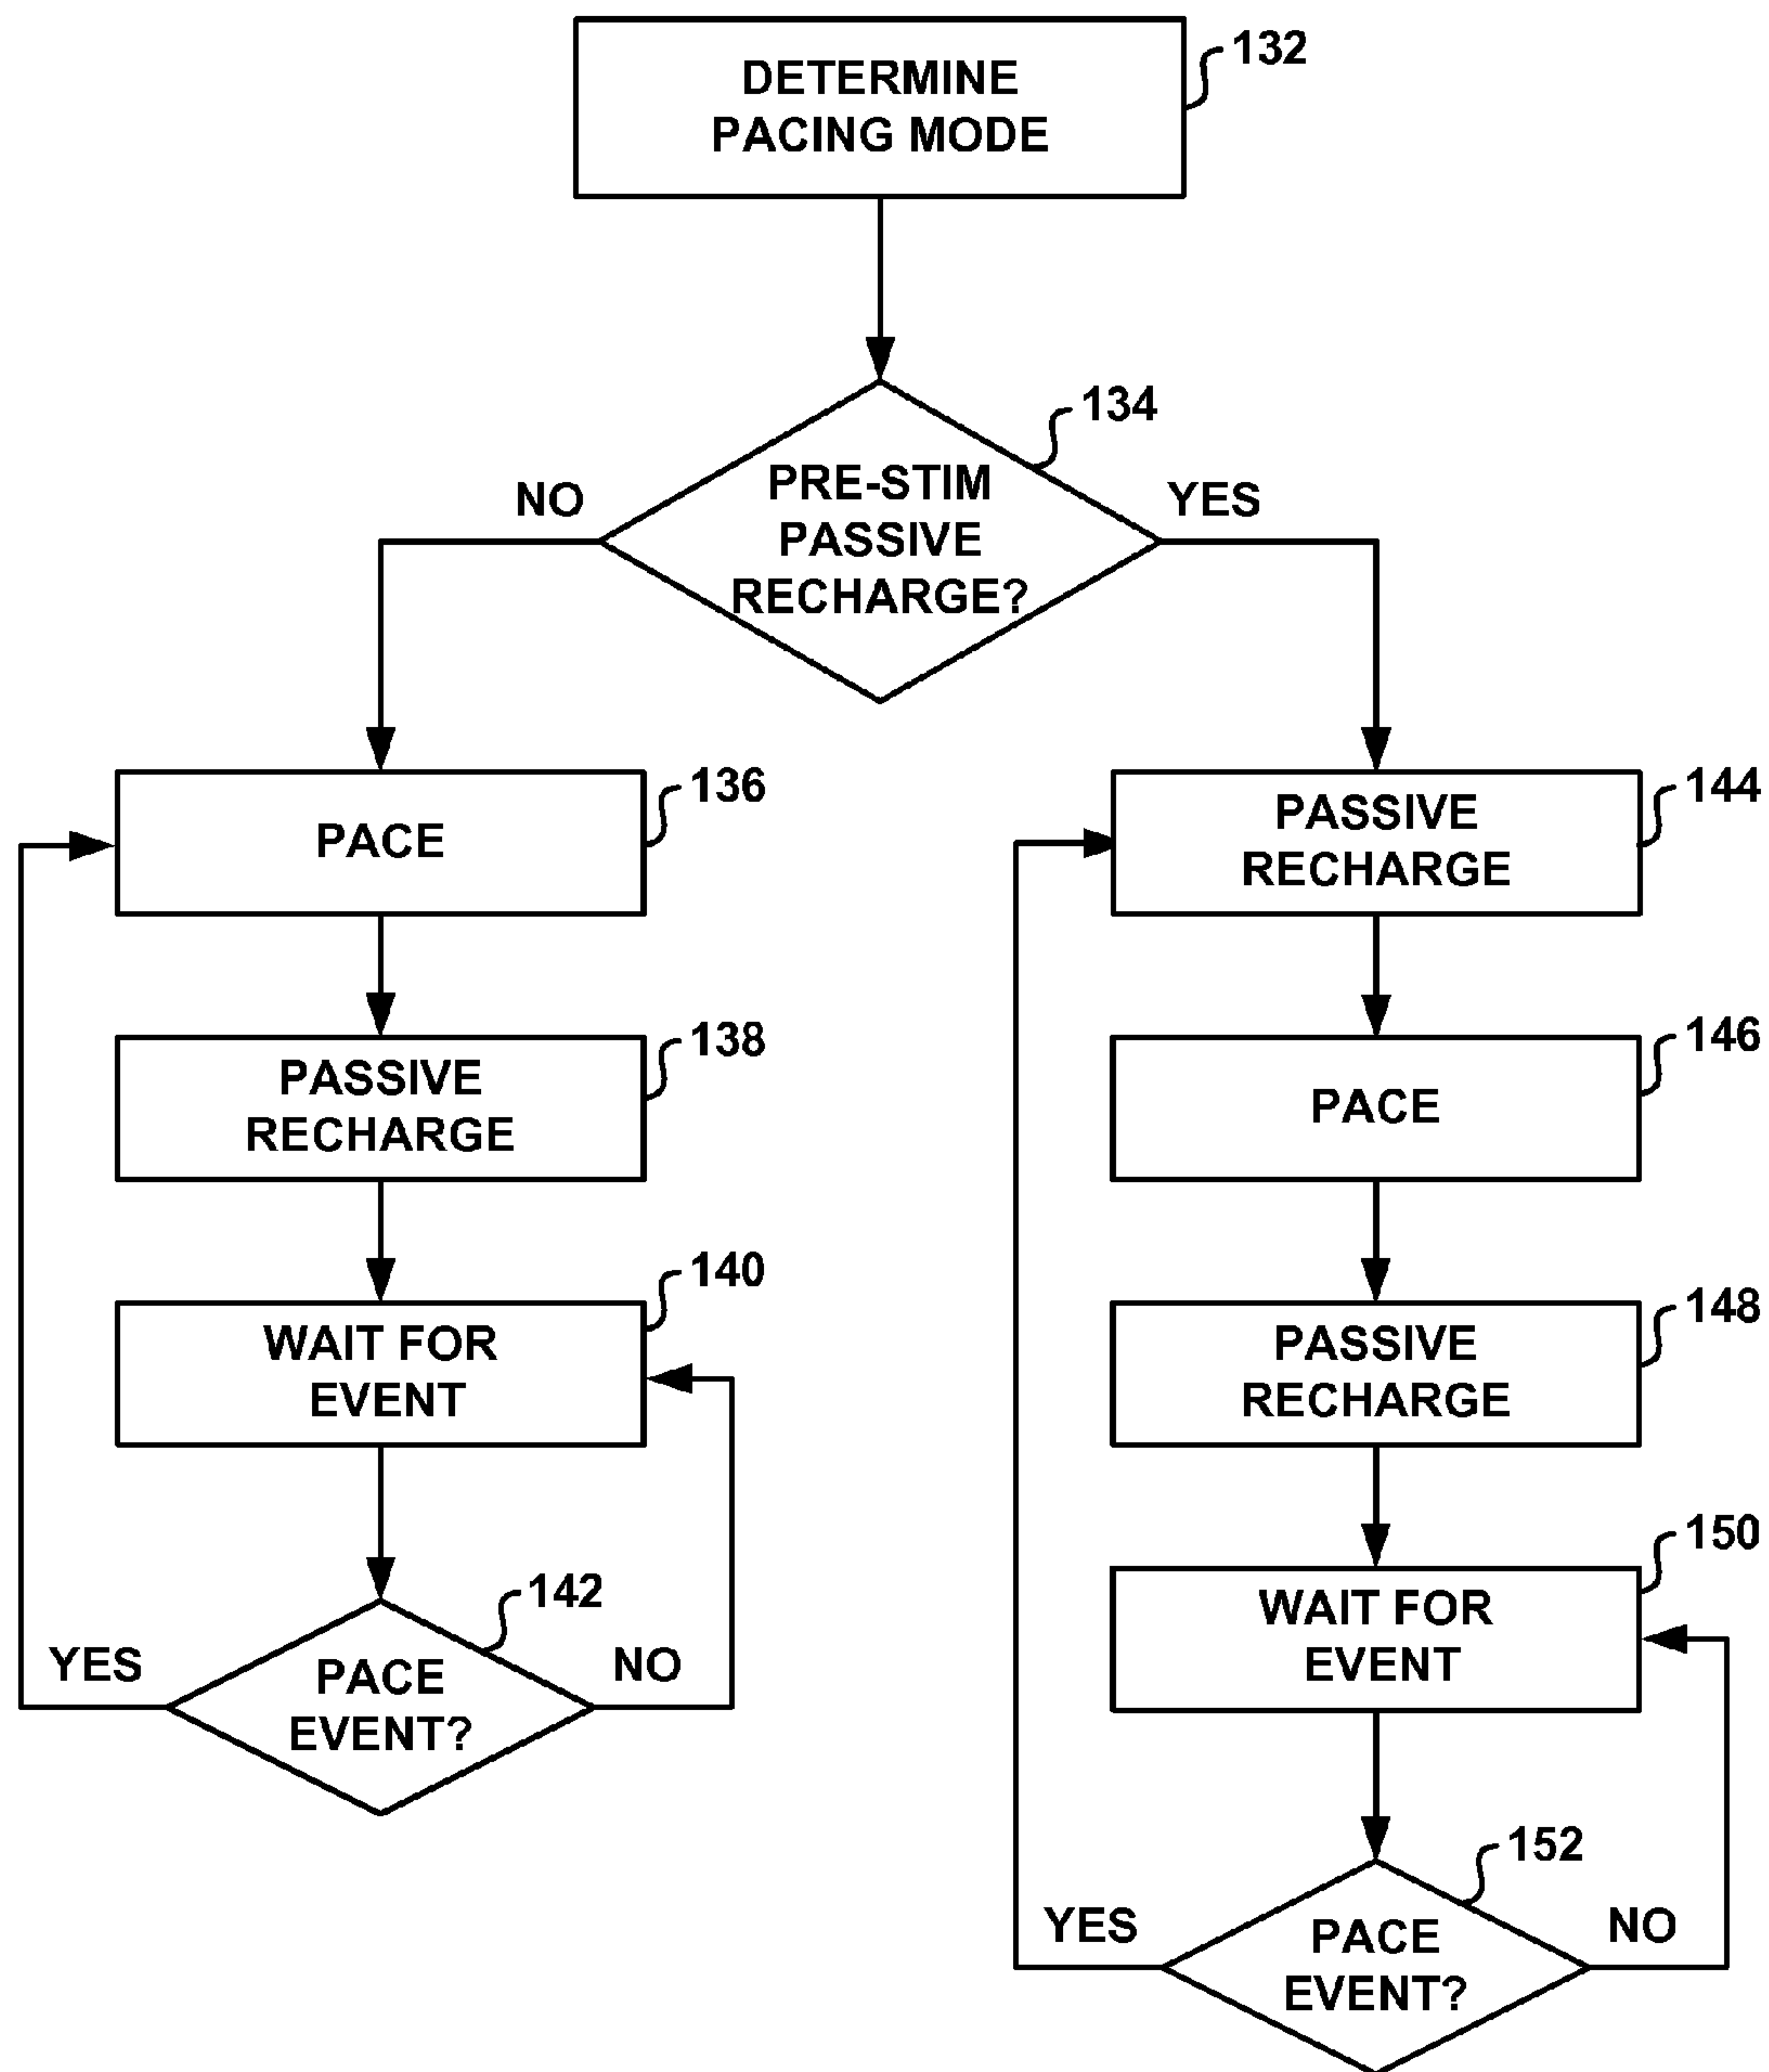 DETERMINE
PACING MODE
132
134
PRE-STIM
PASSIVE
RECHARGE?
NO
YES
PACE
136
PASSIVE
RECHARGE
138
WAIT FOR
EVENT
140
142
PACE
EVENT?
YES
NO
PASSIVE
RECHARGE
144
PACE
146
PASSIVE
RECHARGE
148
WAIT FOR
EVENT
150
152
PACE
EVENT?
YES
NO